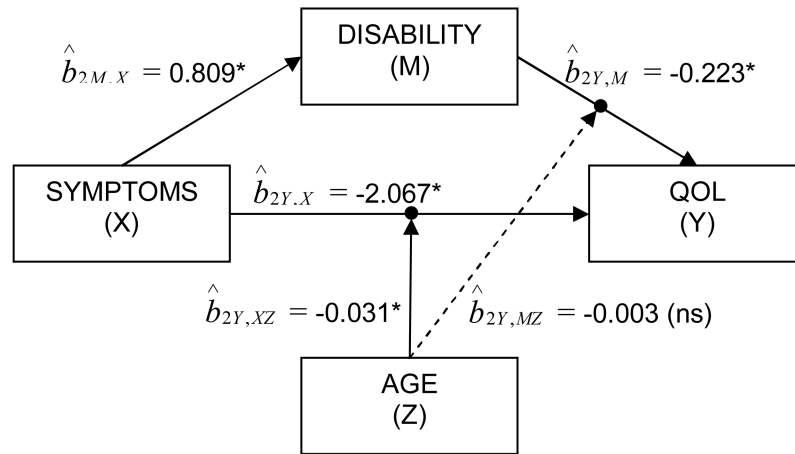 DISABILITY
(M)
b̂2M,X = 0.809*
b̂2Y,M = -0.223*
SYMPTOMS
(X)
b̂2Y,X = -2.067*
QOL
(Y)
b̂2Y,XZ = -0.031*
b̂2Y,MZ = -0.003 (ns)
AGE
(Z)